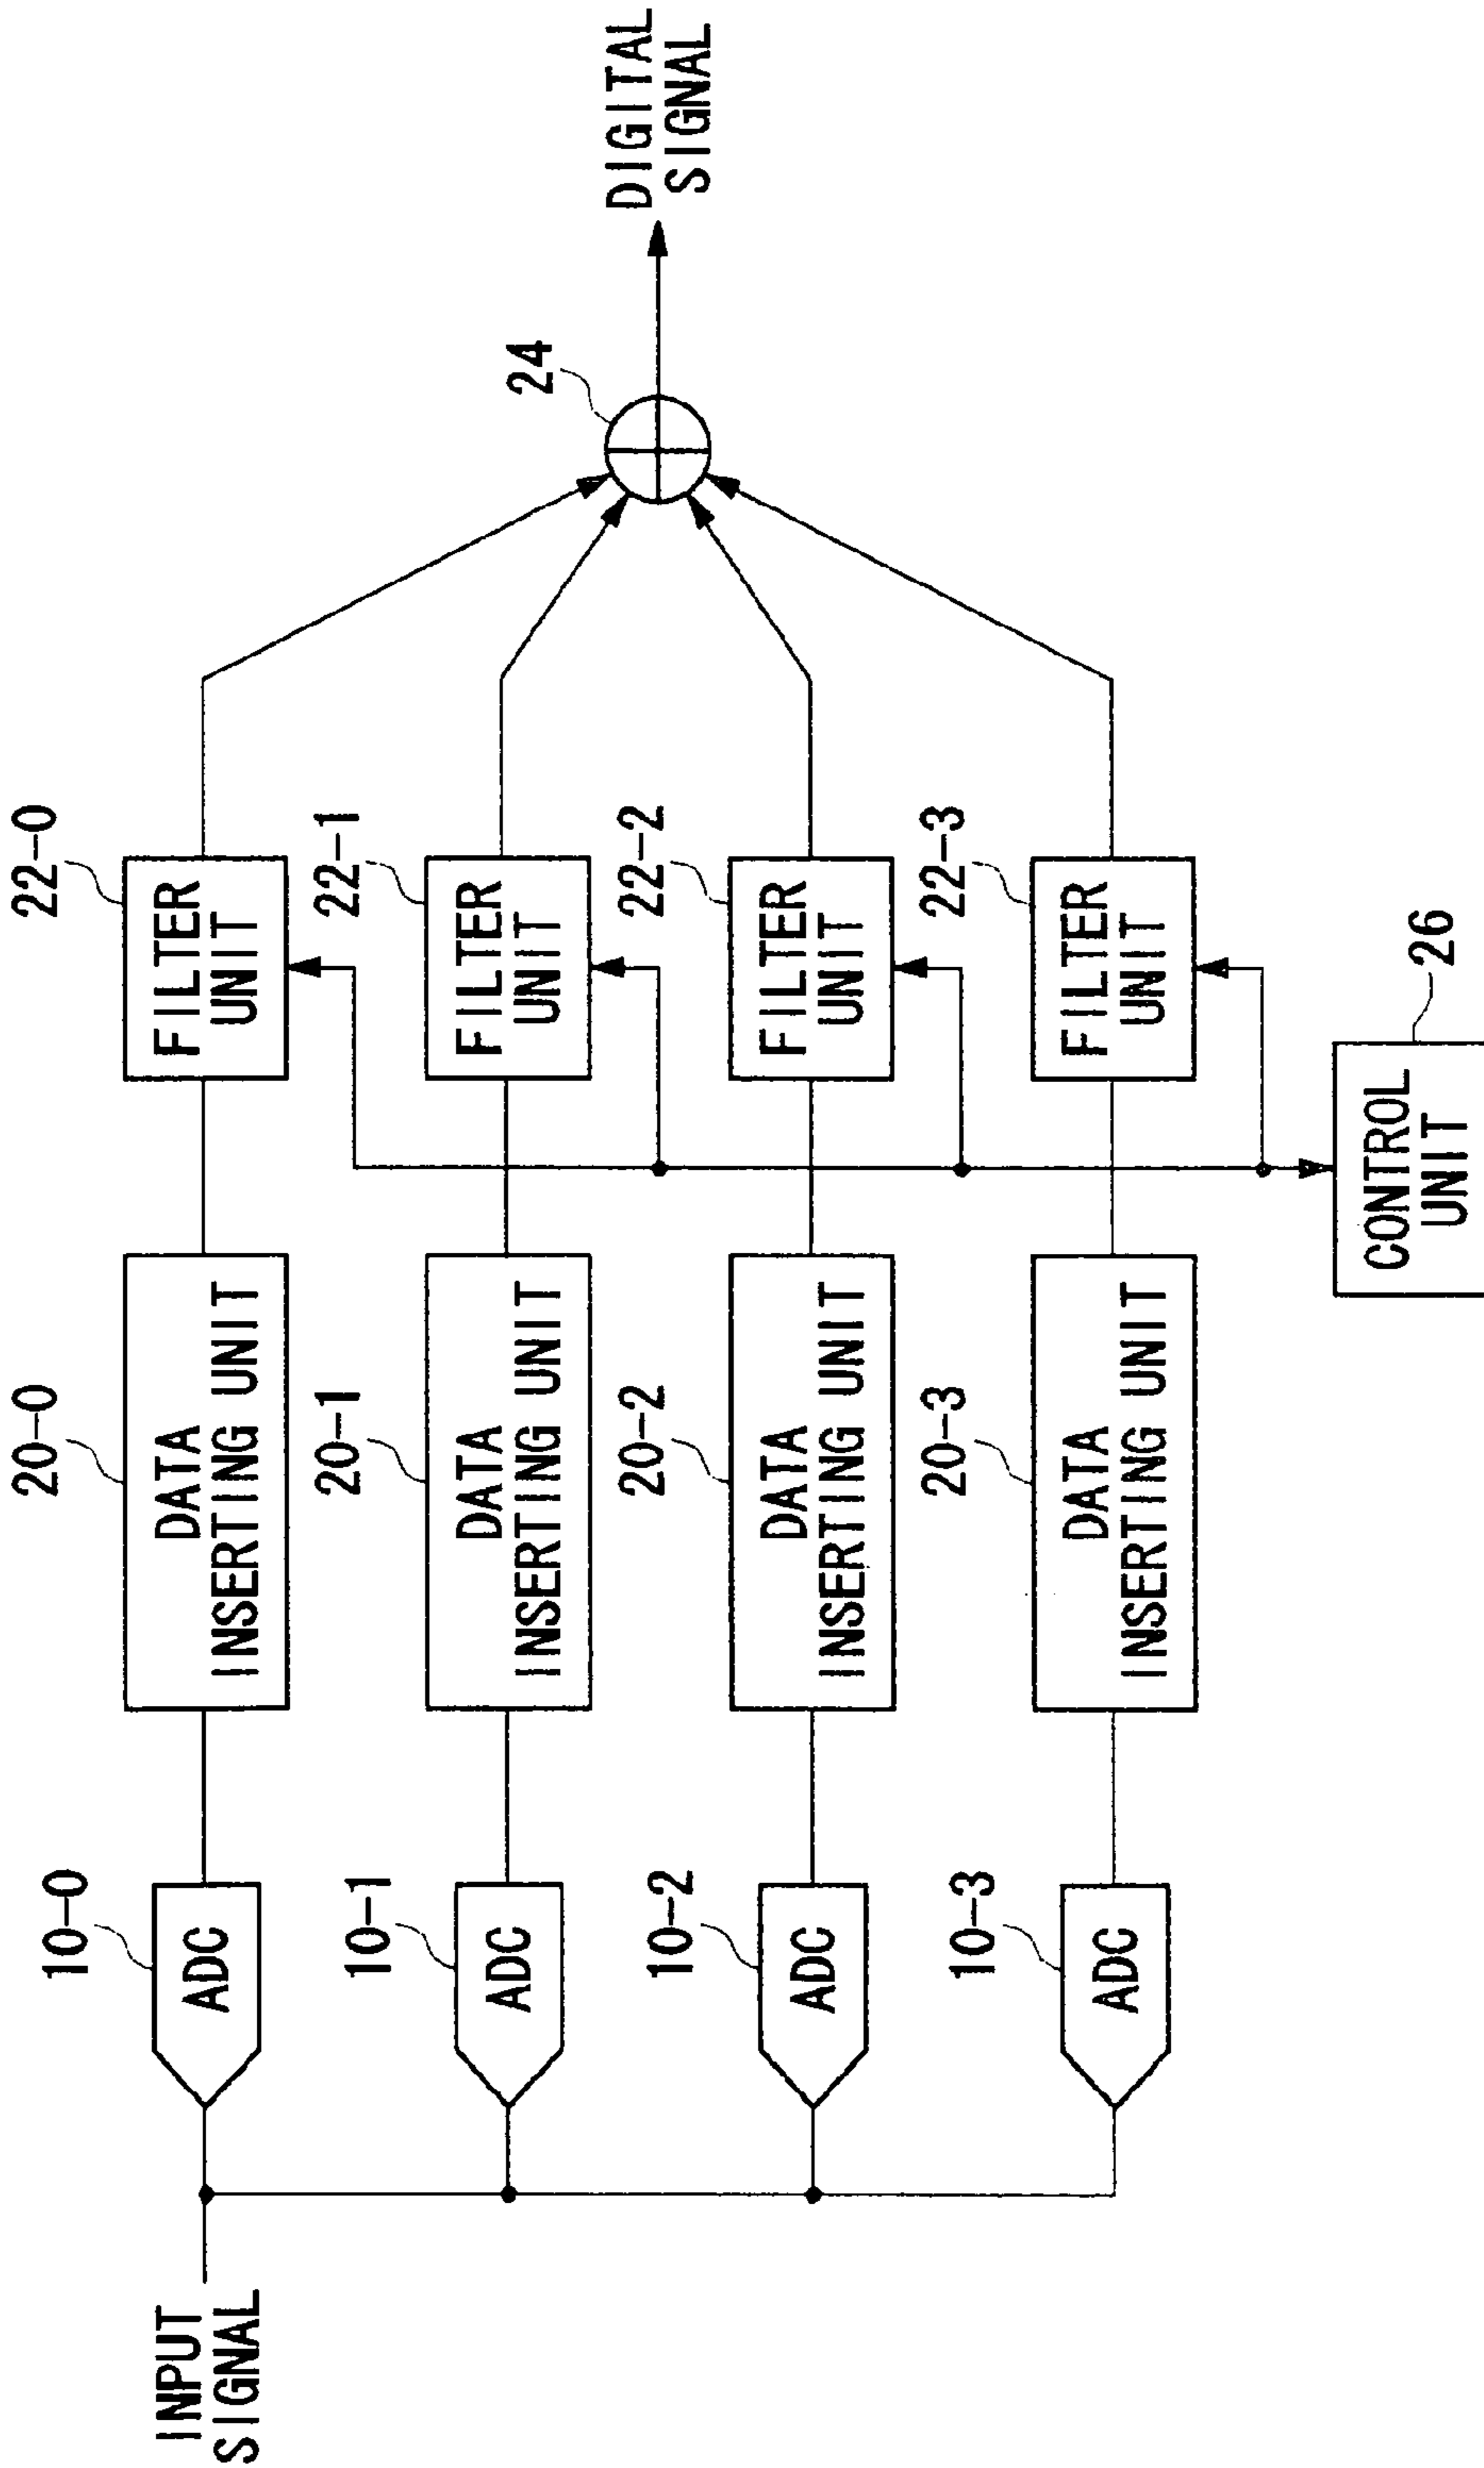 INPUT
SIGNAL
10-0
ADC
20-0
DATA
INSERTING UNIT
22-0
FILTER
UNIT
10-1
ADC
20-1
DATA
INSERTING UNIT
22-1
FILTER
UNIT
24
DIGITAL
SIGNAL
10-2
ADC
20-2
DATA
INSERTING UNIT
22-2
FILTER
UNIT
10-3
ADC
20-3
DATA
INSERTING UNIT
22-3
FILTER
UNIT
CONTROL
UNIT
26